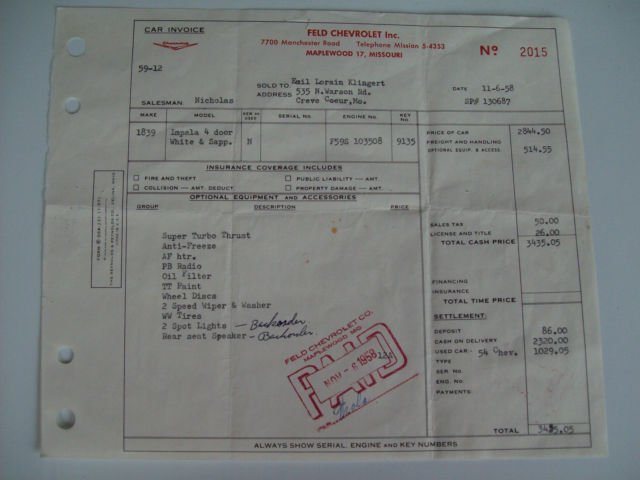 CAR INVOICE
FELD CHEVROLET Inc.
7700 Manchester Road Telephone Mission 5-4353
MAPLEWOOD 17, MISSOURI
No 2015
59-12
SOLD TO Emil Lorain Klingert
ADDRESS 535 N.Warson Rd.
Creve Coeur,Mo.
DATE 11-6-58
SP# 130687
SALESMAN Nicholas
MAKE MODEL NEW OR USED SERIAL NO. ENGINE NO. KEY NO.
1839 Impala 4 door
White & Sapp. N F59S 103508 9135
PRICE OF CAR 2844.50
FREIGHT AND HANDLING
OPTIONAL EQUIP. & ACCESS. 514.55
INSURANCE COVERAGE INCLUDES
FIRE AND THEFT PUBLIC LIABILITY — AMT.
COLLISION — AMT. DEDUCT. PROPERTY DAMAGE — AMT.
OPTIONAL EQUIPMENT AND ACCESSORIES
GROUP DESCRIPTION PRICE
Super Turbo Thrust
Anti-Freeze
AF htr.
PB Radio
Oil Filter
TT Paint
Wheel Discs
2 Speed Wiper & Washer
WW Tires
2 Spot Lights — Backorder
Rear seat Speaker — Backorder.
SALES TAX 50.00
LICENSE AND TITLE 26.00
TOTAL CASH PRICE 3435.05
FINANCING
INSURANCE
TOTAL TIME PRICE
SETTLEMENT:
DEPOSIT 86.00
CASH ON DELIVERY 2320.00
USED CAR- 54 Chev. 1029.05
TYPE
SER. NO.
ENG. NO.
PAYMENTS:
FELD CHEVROLET CO.
MAPLEWOOD MO
PAID
NOV - 8 1958
PER
TOTAL 3435.05
ALWAYS SHOW SERIAL, ENGINE AND KEY NUMBERS